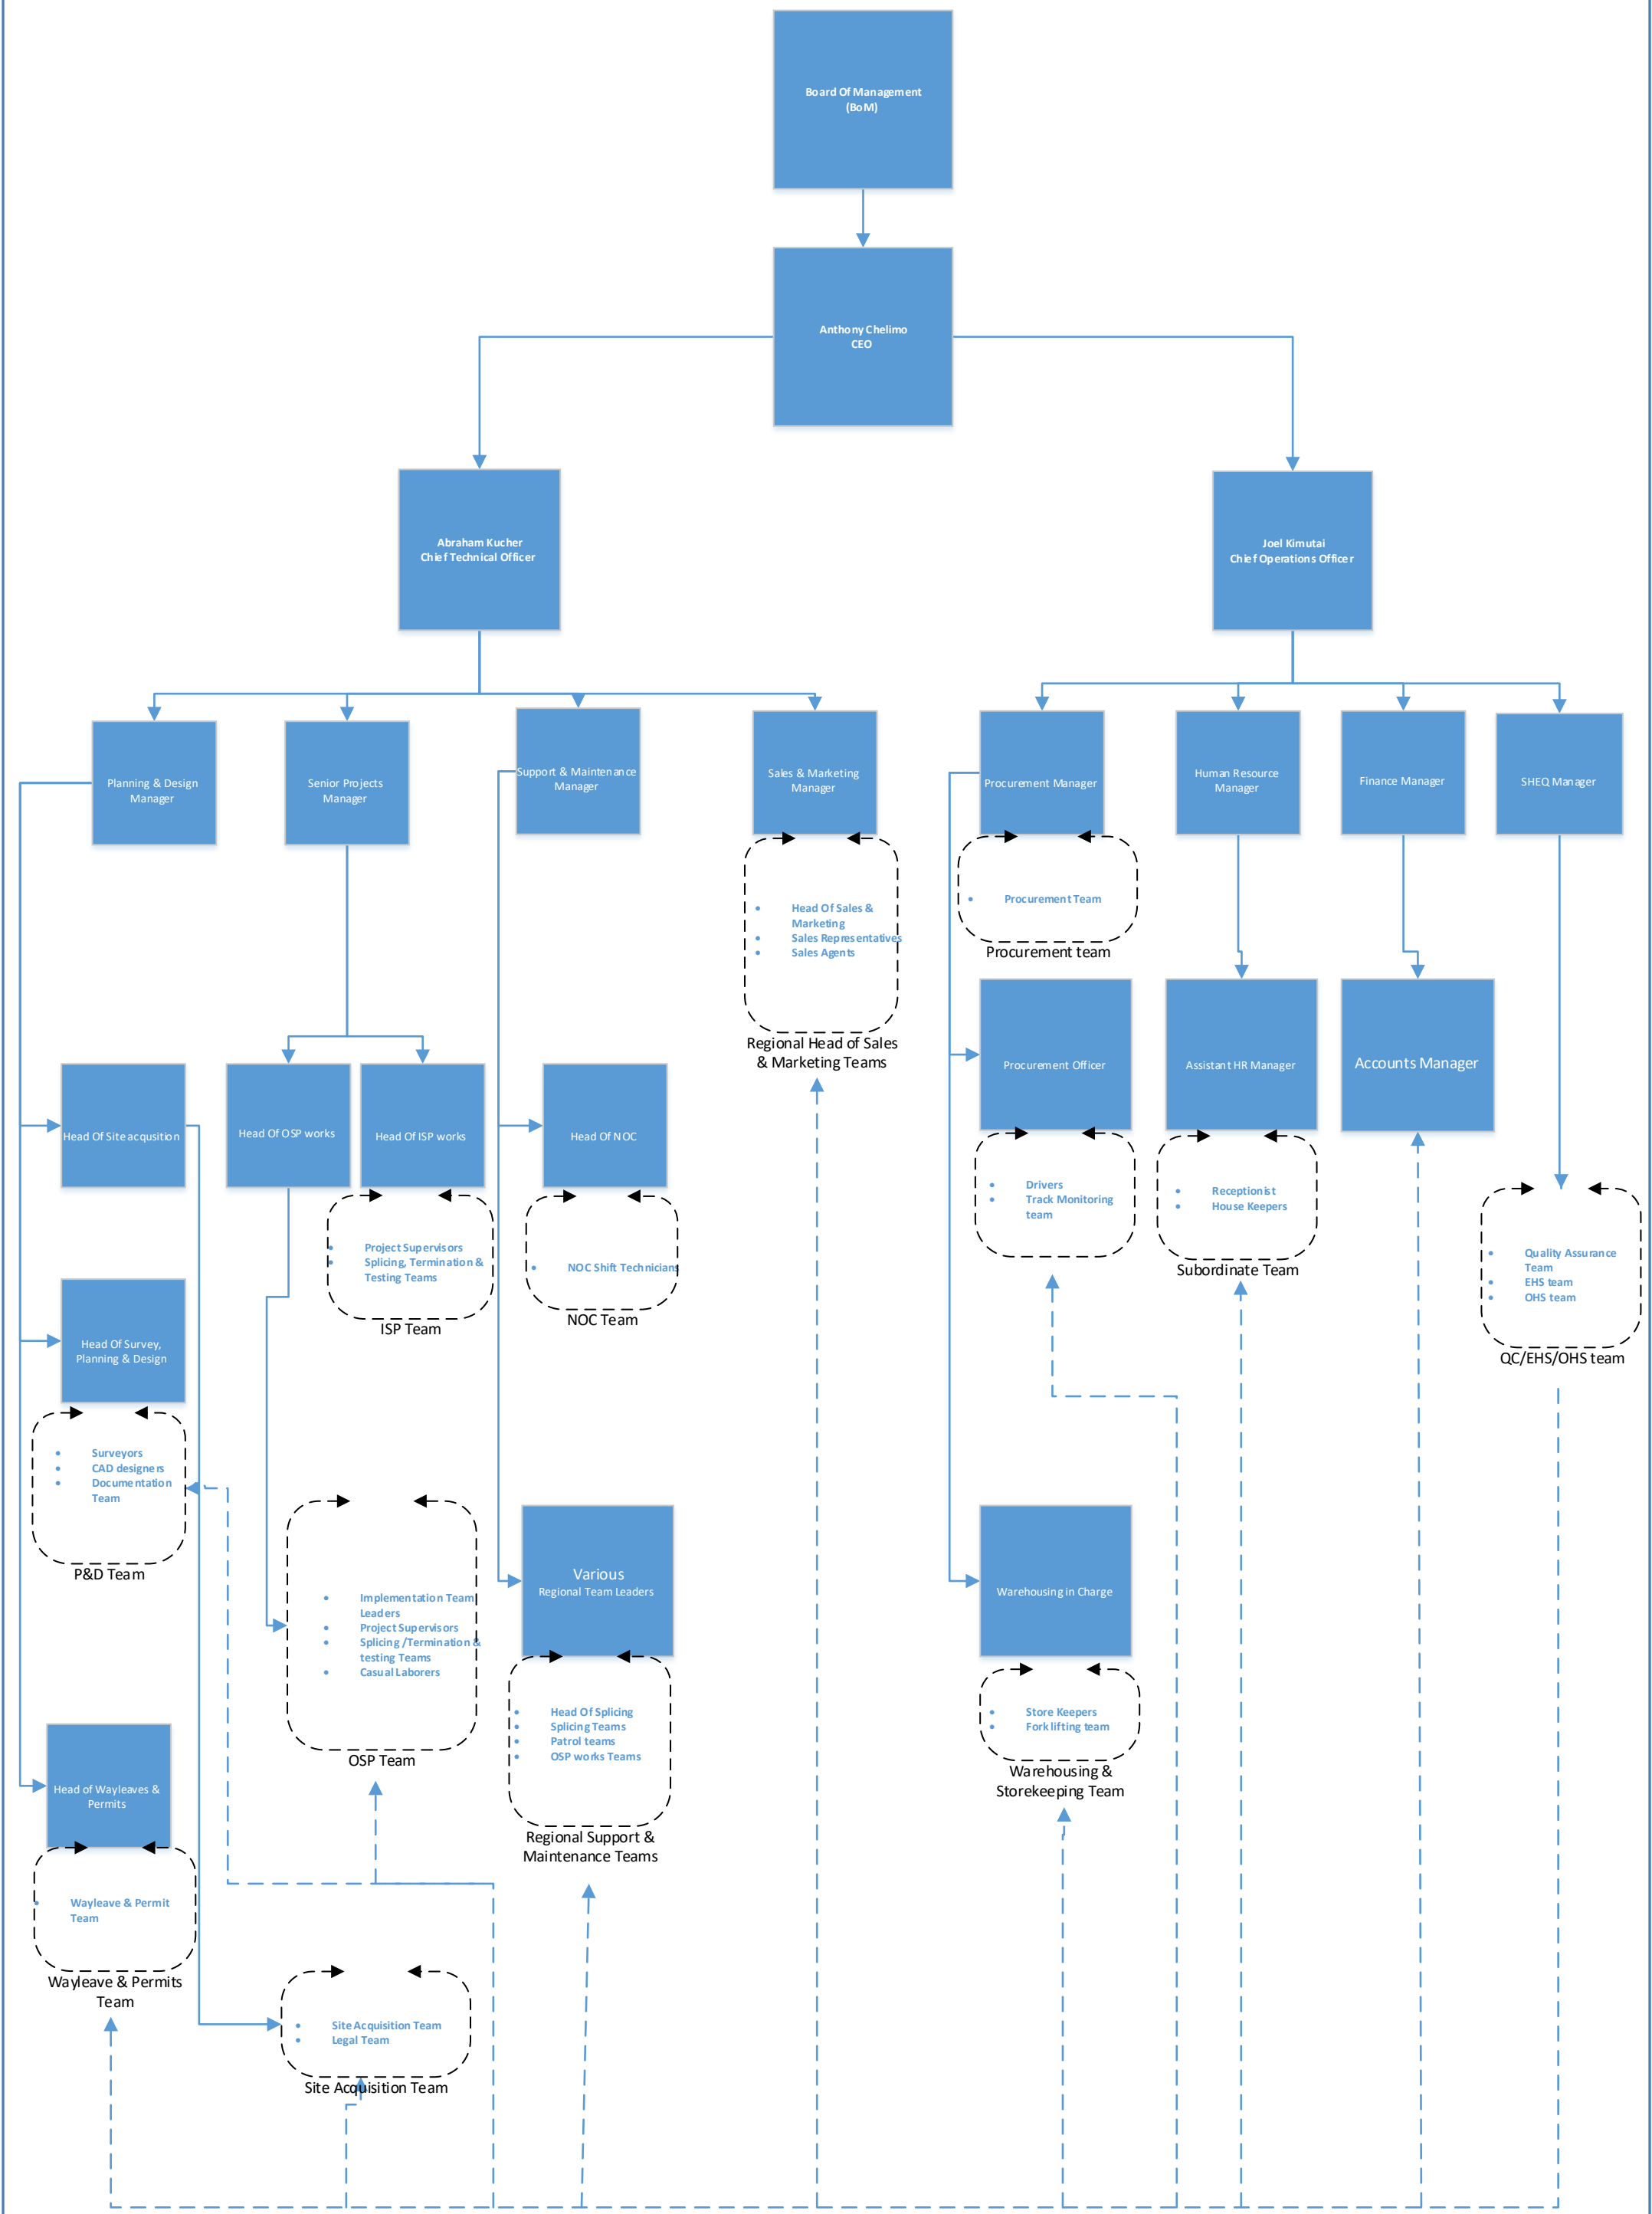 Board Of Management
(BoM)
Anthony Chelimo
CEO
Abraham Kucher
Chief Technical Officer
Joel Kimutai
Chief Operations Officer
Planning & Design
Manager
Senior Projects
Manager
Support & Maintenance
Manager
Sales & Marketing
Manager
Procurement Manager
Human Resource
Manager
Finance Manager
SHEQ Manager
• Head Of Sales &
Marketing
• Sales Representatives
• Sales Agents
Regional Head of Sales
& Marketing Teams
• Procurement Team
Procurement team
Head Of Site acqusition
Head Of OSP works
Head Of ISP works
Head Of NOC
Procurement Officer
Assistant HR Manager
Accounts Manager
• Project Supervisors
• Splicing, Termination &
Testing Teams
ISP Team
• NOC Shift Technicians
NOC Team
• Drivers
• Track Monitoring
team
• Receptionist
• House Keepers
Subordinate Team
• Quality Assurance
Team
• EHS team
• OHS team
QC/EHS/OHS team
Head Of Survey,
Planning & Design
• Surveyors
• CAD designers
• Documentation
Team
P&D Team
• Implementation Team
Leaders
• Project Supervisors
• Splicing /Termination &
testing Teams
• Casual Laborers
OSP Team
Various
Regional Team Leaders
• Head Of Splicing
• Splicing Teams
• Patrol teams
• OSP works Teams
Regional Support &
Maintenance Teams
Warehousing in Charge
• Store Keepers
• Fork lifting team
Warehousing &
Storekeeping Team
Head of Wayleaves &
Permits
• Wayleave & Permit
Team
Wayleave & Permits
Team
• Site Acquisition Team
• Legal Team
Site Acquisition Team